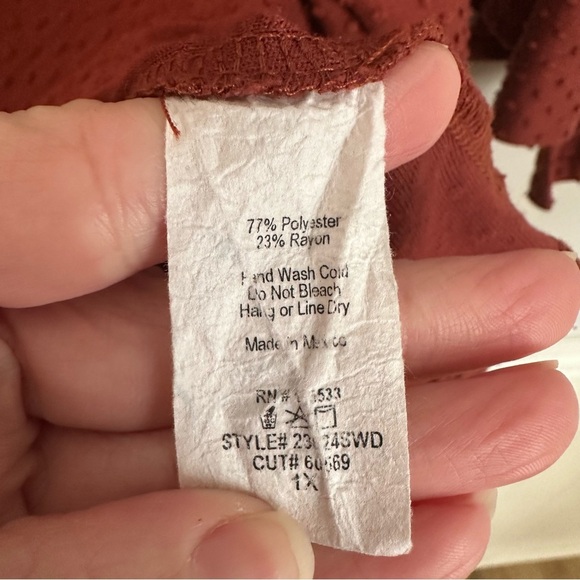 77% Polyester
23% Rayon
Hand Wash Cold
Do Not Bleach
Hang or Line Dry
Made in Mexico
RN#
CUT#
STYLE#
1X